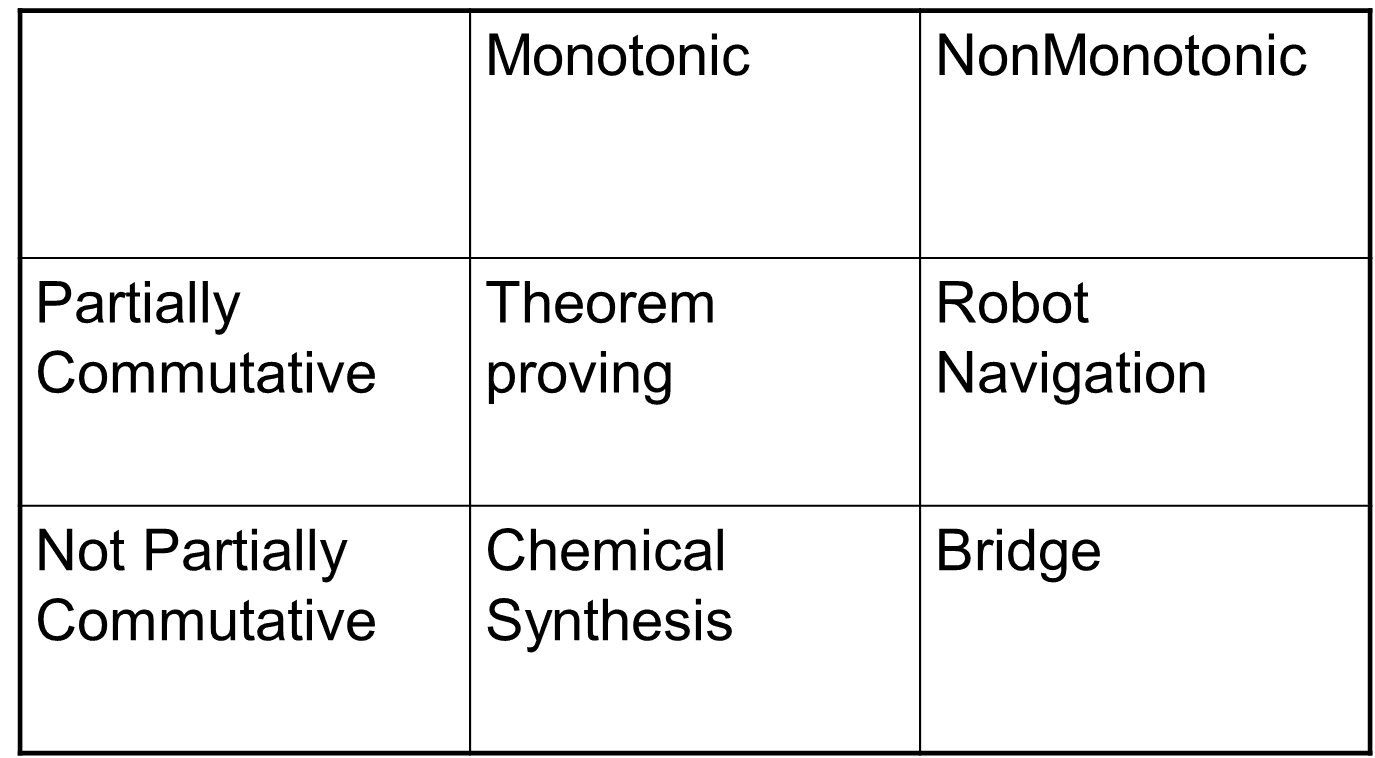 Monotonic
NonMonotonic
Partially
Commutative
Theorem
proving
Robot
Navigation
Not Partially
Commutative
Chemical
Synthesis
Bridge